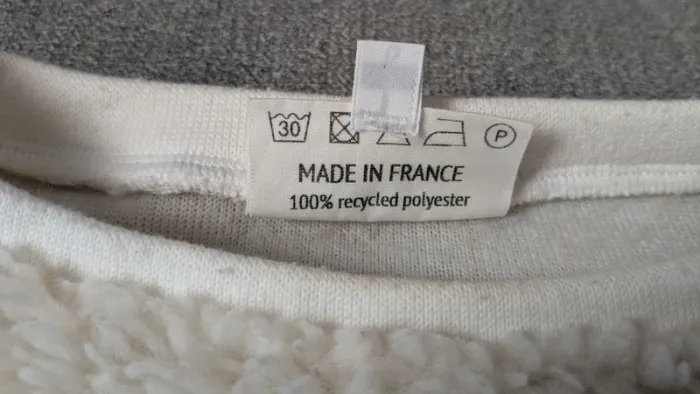 30
P
MADE IN FRANCE
100% recycled polyester